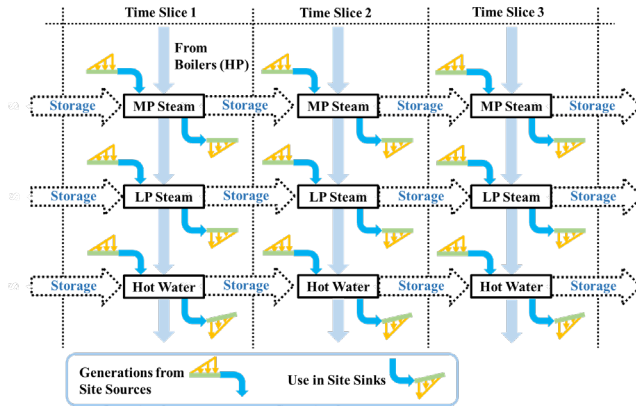 Time Slice 1 Time Slice 2 Time Slice 3
From
Boilers (HP)
Storage MP Steam Storage MP Steam Storage MP Steam Storage
Storage LP Steam Storage LP Steam Storage LP Steam Storage
Storage Hot Water Storage Hot Water Storage Hot Water Storage
Generations from
Site Sources
Use in Site Sinks